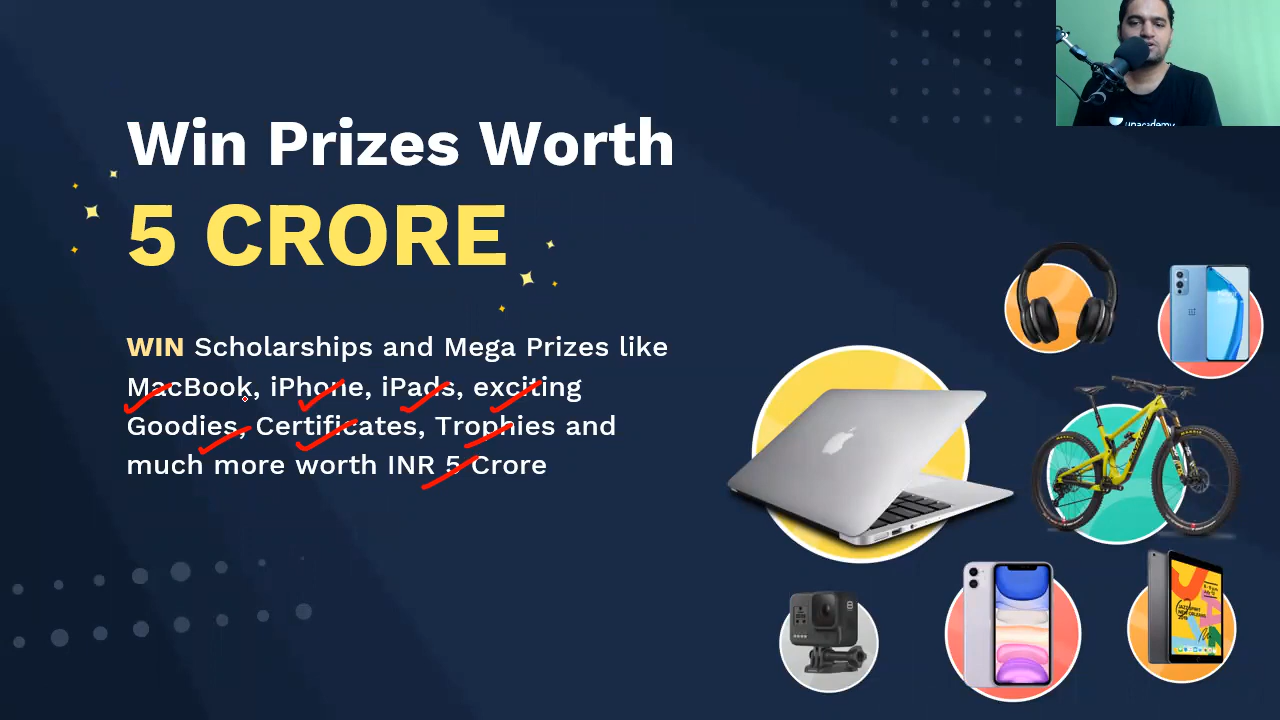 Win Prizes Worth
5 CRORE
WIN Scholarships and Mega Prizes like
MacBook, iPhone, iPads, exciting
Goodies, Certificates, Trophies and
much more worth INR 5 Crore
unacademy